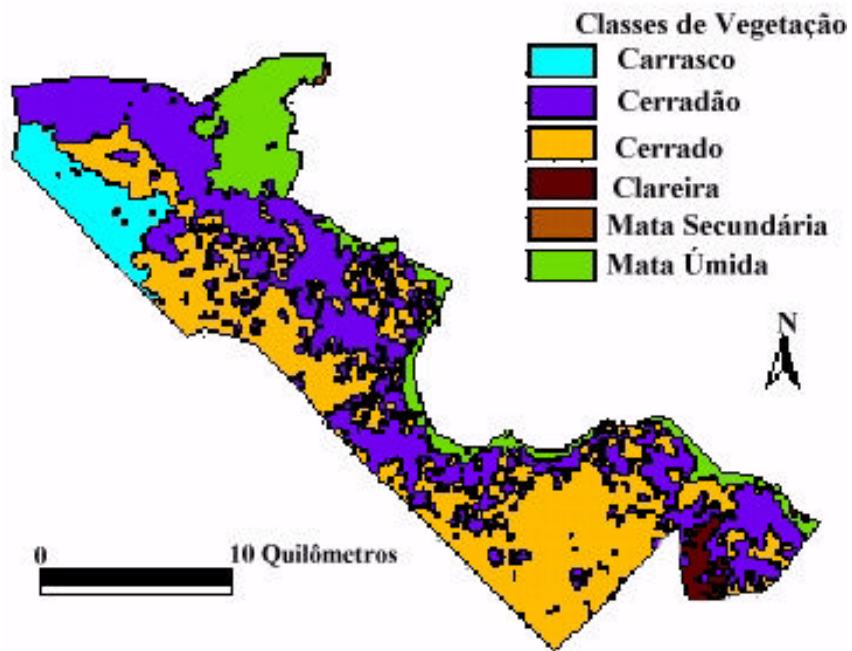 Classes de Vegetação
Carrasco
Cerradão
Cerrado
Clareira
Mata Secundária
Mata Úmida
N
0
10 Quilômetros